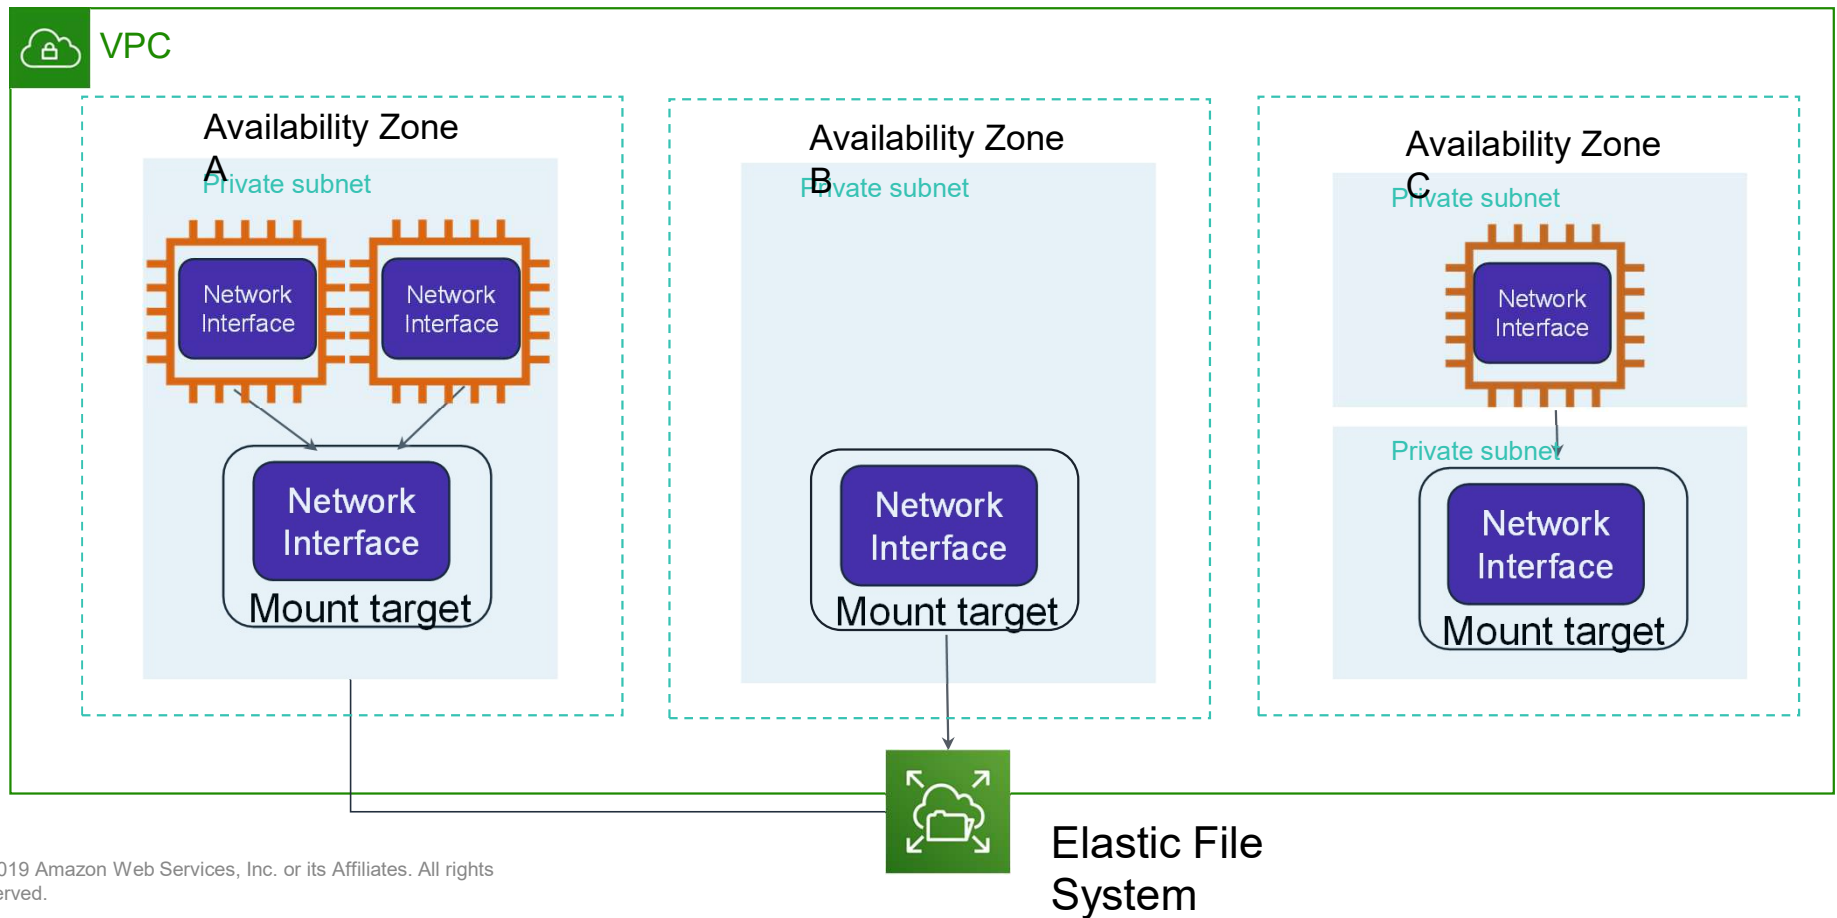 VPC
Availability Zone
A
Private subnet
Network
Interface
Network
Interface
Network
Interface
Mount target
Availability Zone
B
Private subnet
Network
Interface
Mount target
Availability Zone
C
Private subnet
Network
Interface
Private subnet
Network
Interface
Mount target
Elastic File
System
019 Amazon Web Services, Inc. or its Affiliates. All rights
erved.